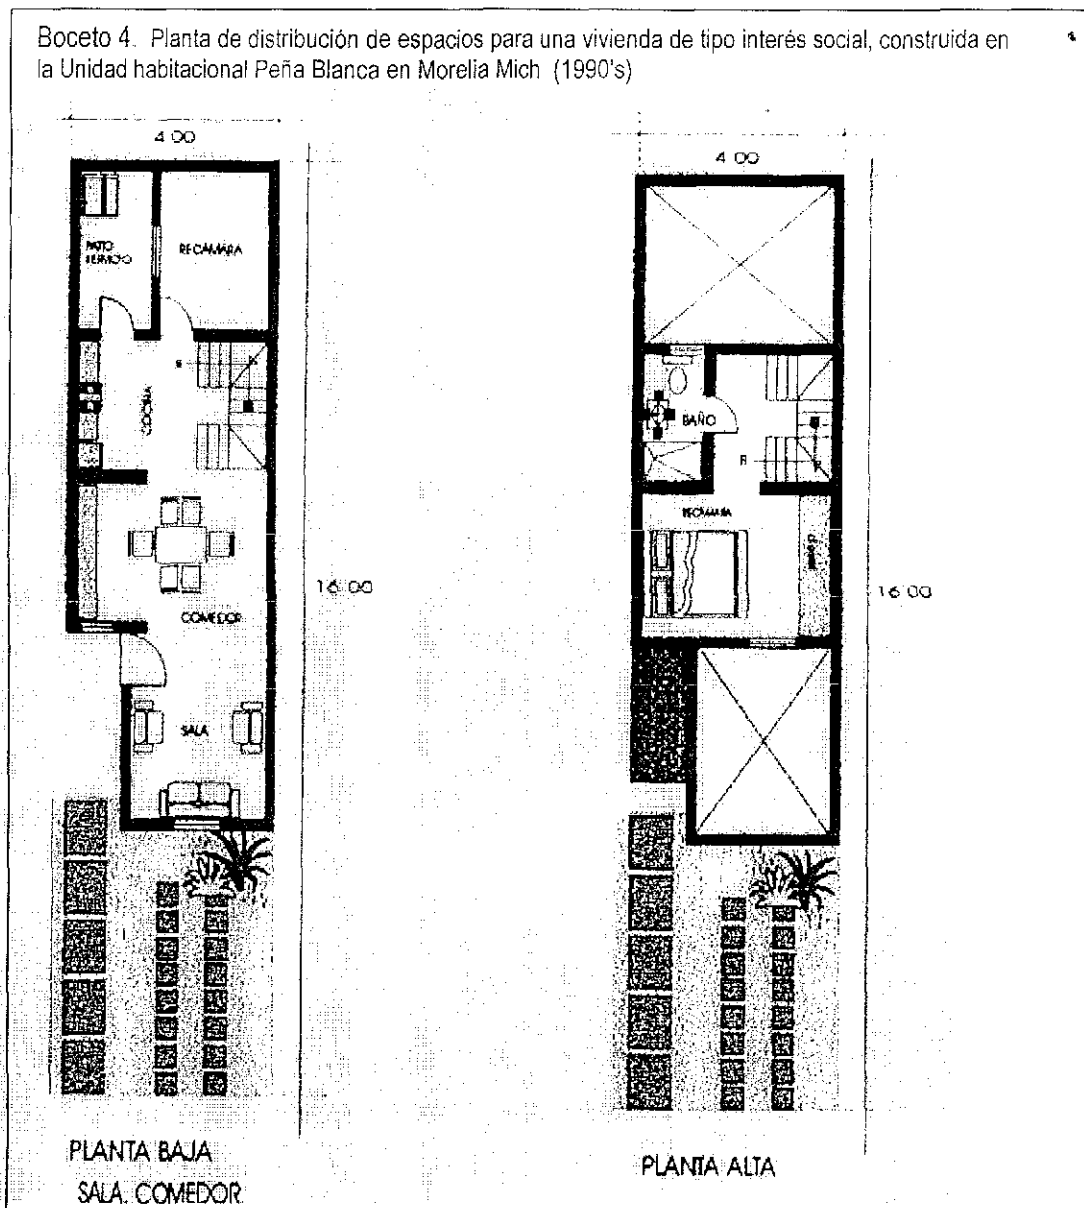 Boceto 4. Planta de distribución de espacios para una vivienda de tipo interés social, construida en
la Unidad habitacional Peña Blanca en Morelia Mich (1990's)
4.00
PATIO
SERVICIO
RECAMARA
COCINA
COMEDOR
SALA
16.00
PLANTA BAJA
SALA, COMEDOR
4.00
BAÑO
RECAMARA
16.00
PLANTA ALTA